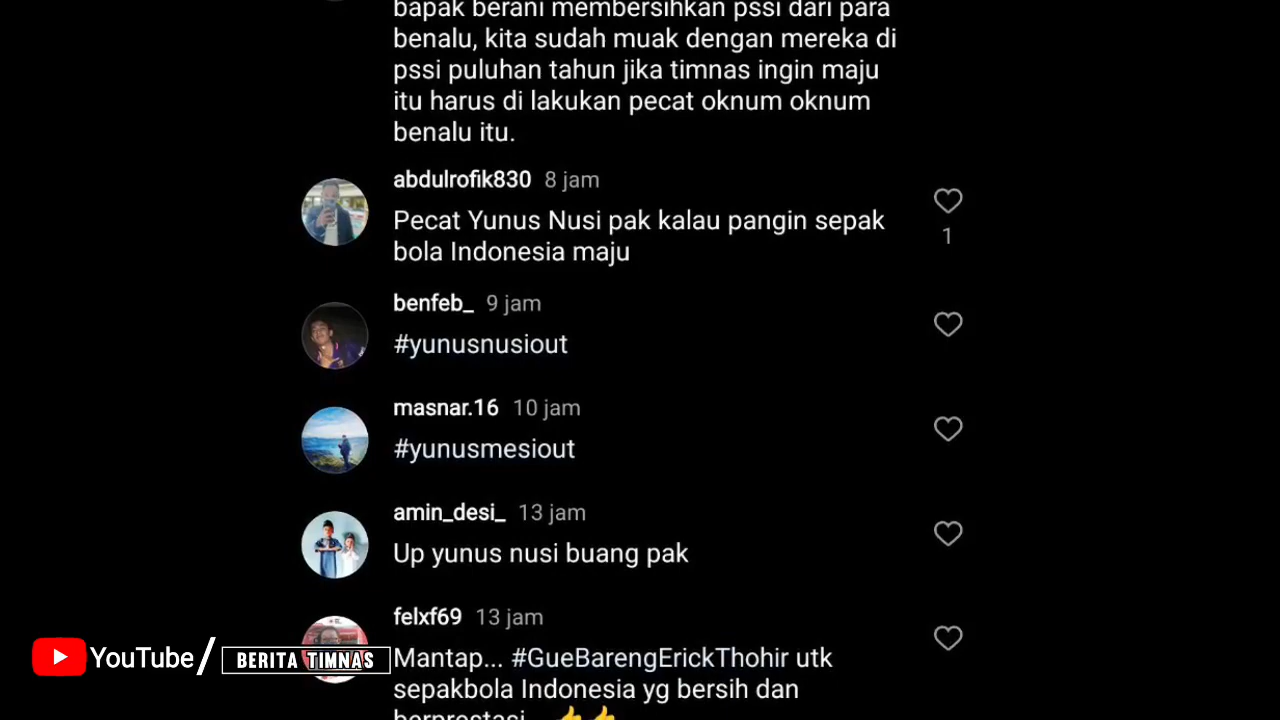 bapak berani membersihkan pssi dari para
benalu, kita sudah muak dengan mereka di
pssi puluhan tahun jika timnas ingin maju
itu harus di lakukan pecat oknum oknum
benalu itu.
abdulrofik830 8 jam
Pecat Yunus Nusi pak kalau pangin sepak
bola Indonesia maju
1
benfeb_ 9 jam
#yunusnusiout
masnar.16 10 jam
#yunusmesiout
amin_desi_ 13 jam
Up yunus nusi buang pak
felxf69 13 jam
Mantap... #GueBarengErickThohir utk
sepakbola Indonesia yg bersih dan
berprestasi
YouTube/ BERITA TIMNAS